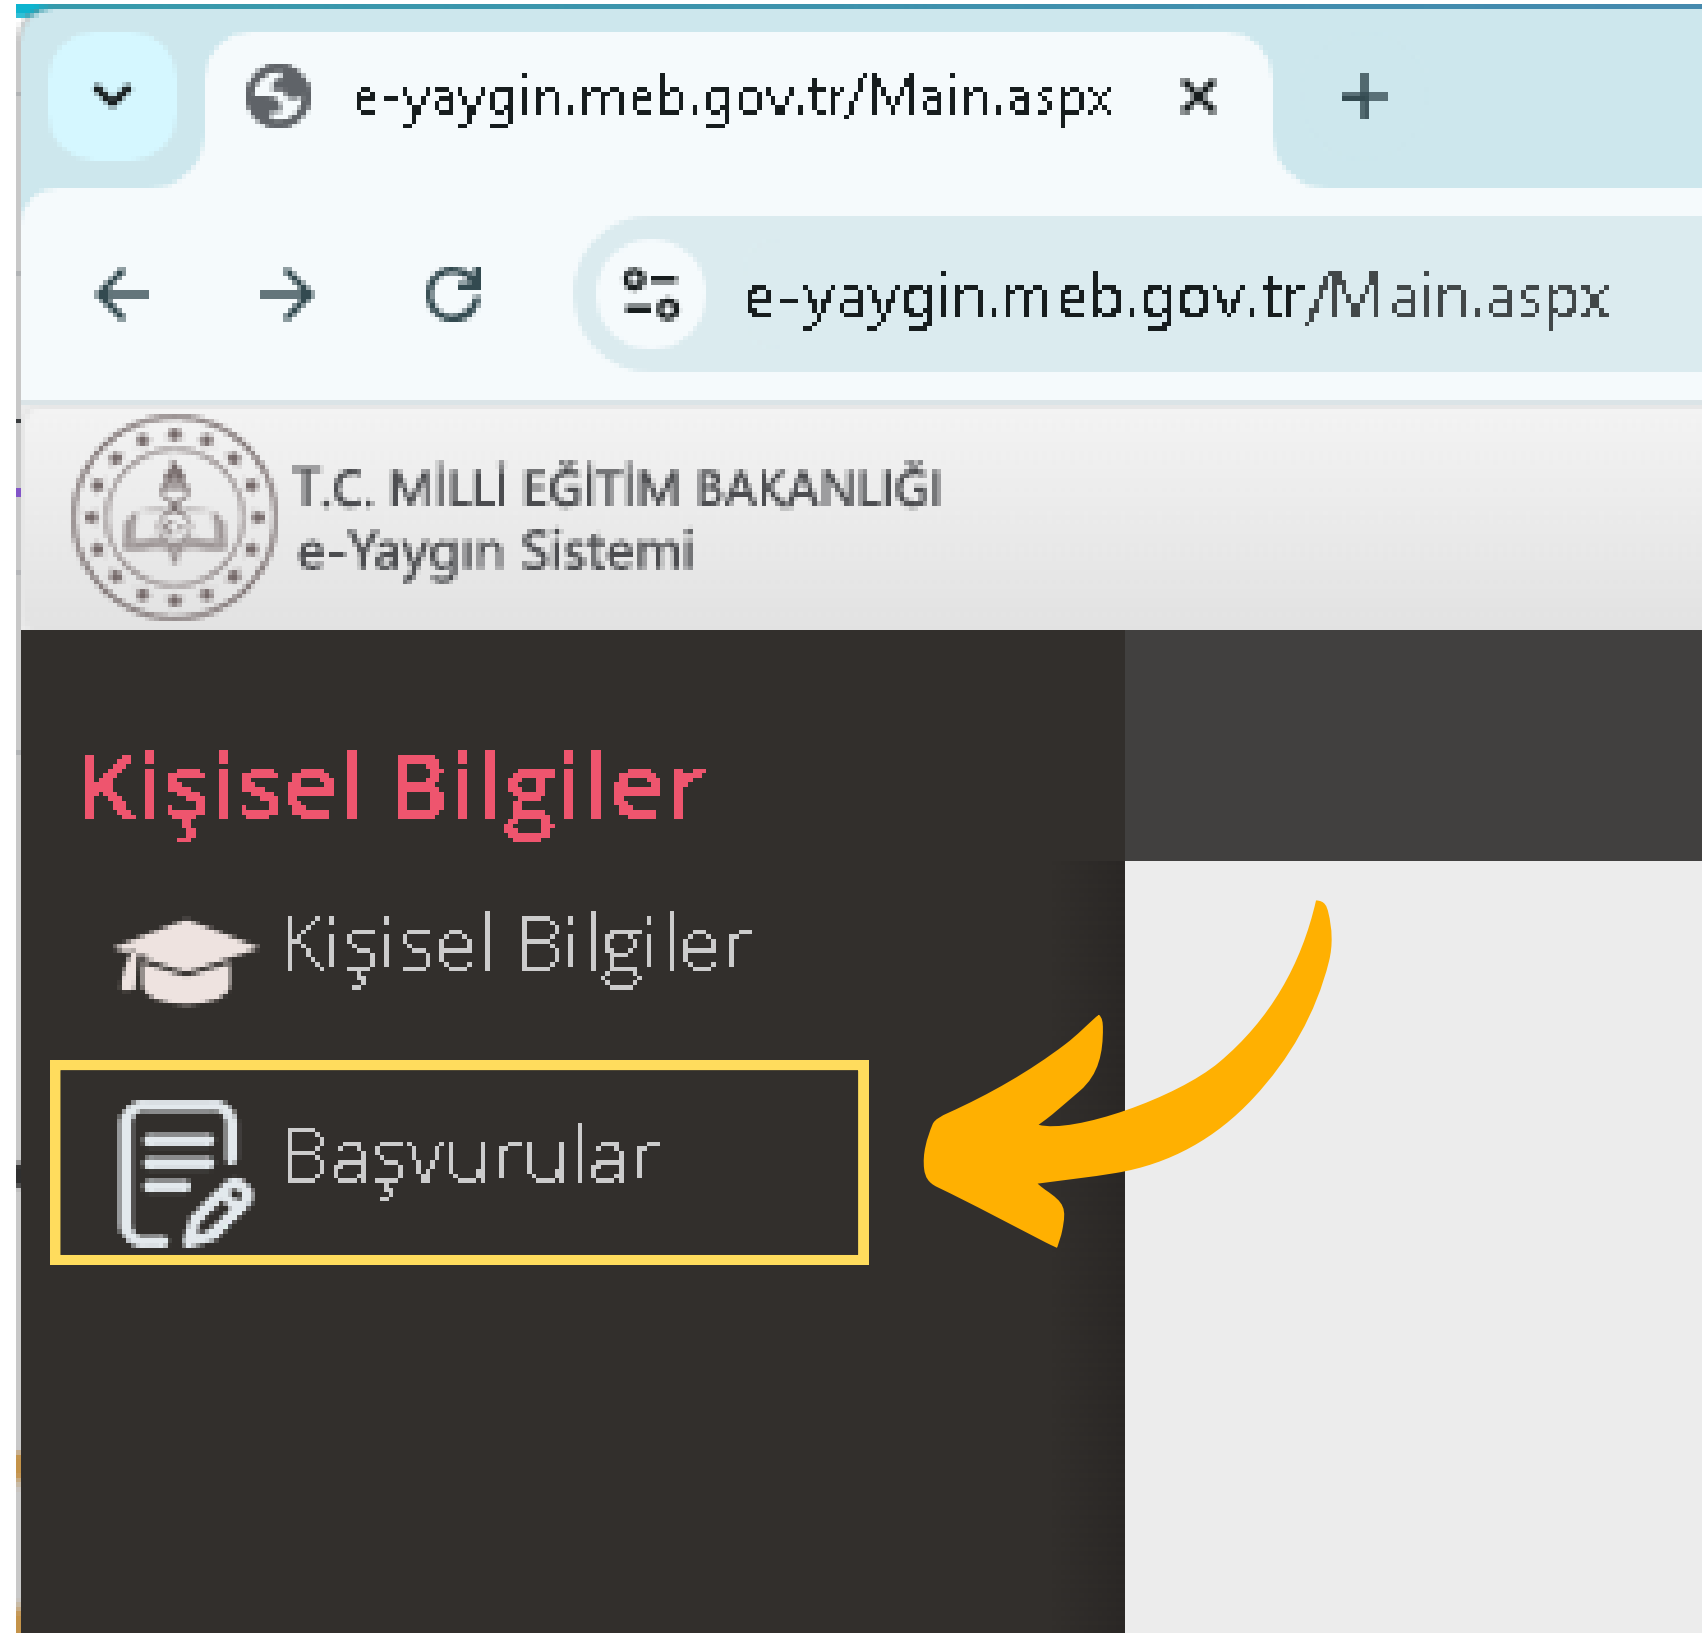 e-yaygin.meb.gov.tr/Main.aspx
e-yaygin.meb.gov.tr/Main.aspx
T.C. MİLLİ EĞİTİM BAKANLIĞI
e-Yaygın Sistemi
Kişisel Bilgiler
Kişisel Bilgiler
Başvurular